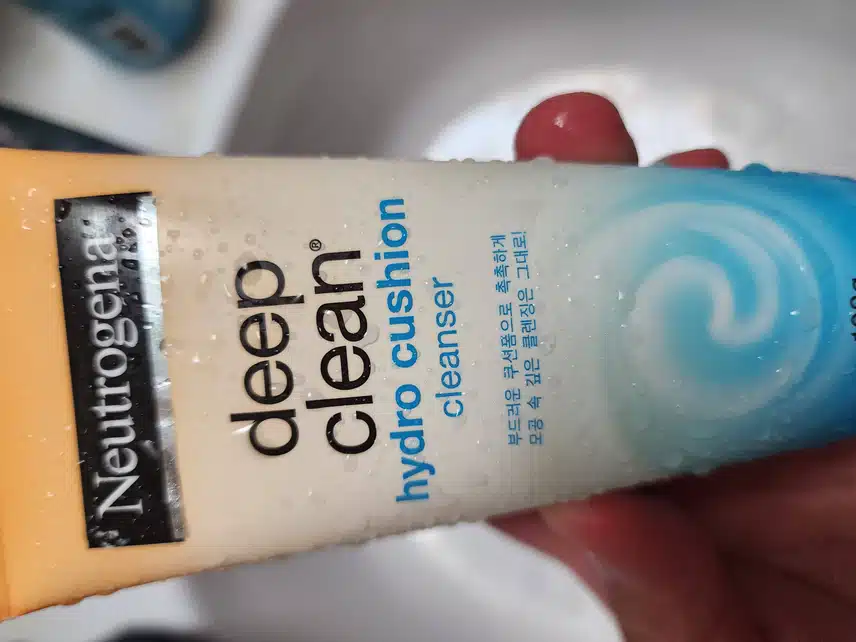 Neutrogena
deep
clean®
hydro cushion
cleanser
부드러운 쿠션폼으로 촉촉하게
모공 속 깊은 클렌징은 그대로!